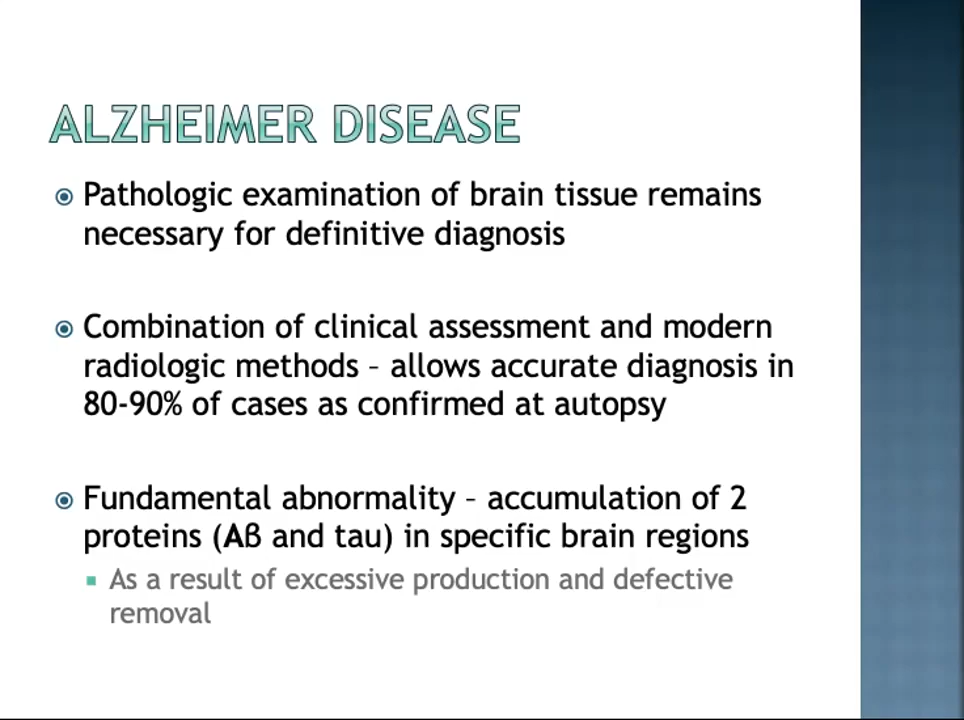 ALZHEIMER DISEASE
Pathologic examination of brain tissue remains
necessary for definitive diagnosis
Combination of clinical assessment and modern
radiologic methods – allows accurate diagnosis in
80-90% of cases as confirmed at autopsy
Fundamental abnormality – accumulation of 2
proteins (Aß and tau) in specific brain regions
As a result of excessive production and defective
removal